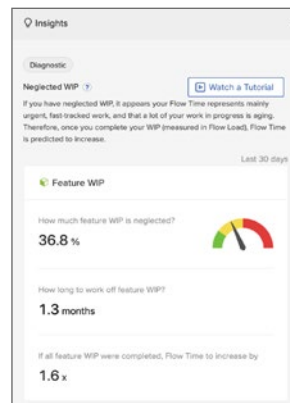 Insights
Diagnostic
Neglected WIP ?
Watch a Tutorial
If you have neglected WIP, it appears your Flow Time represents mainly
urgent, fast-tracked work, and that a lot of your work in progress is aging.
Therefore, once you complete your WIP (measured in Flow Load), Flow Time
is predicted to increase.
Last 30 days
Feature WIP
How much feature WIP is neglected?
36.8 %
How long to work off feature WIP?
1.3 months
If all feature WIP were completed, Flow Time to increase by
1.6 x